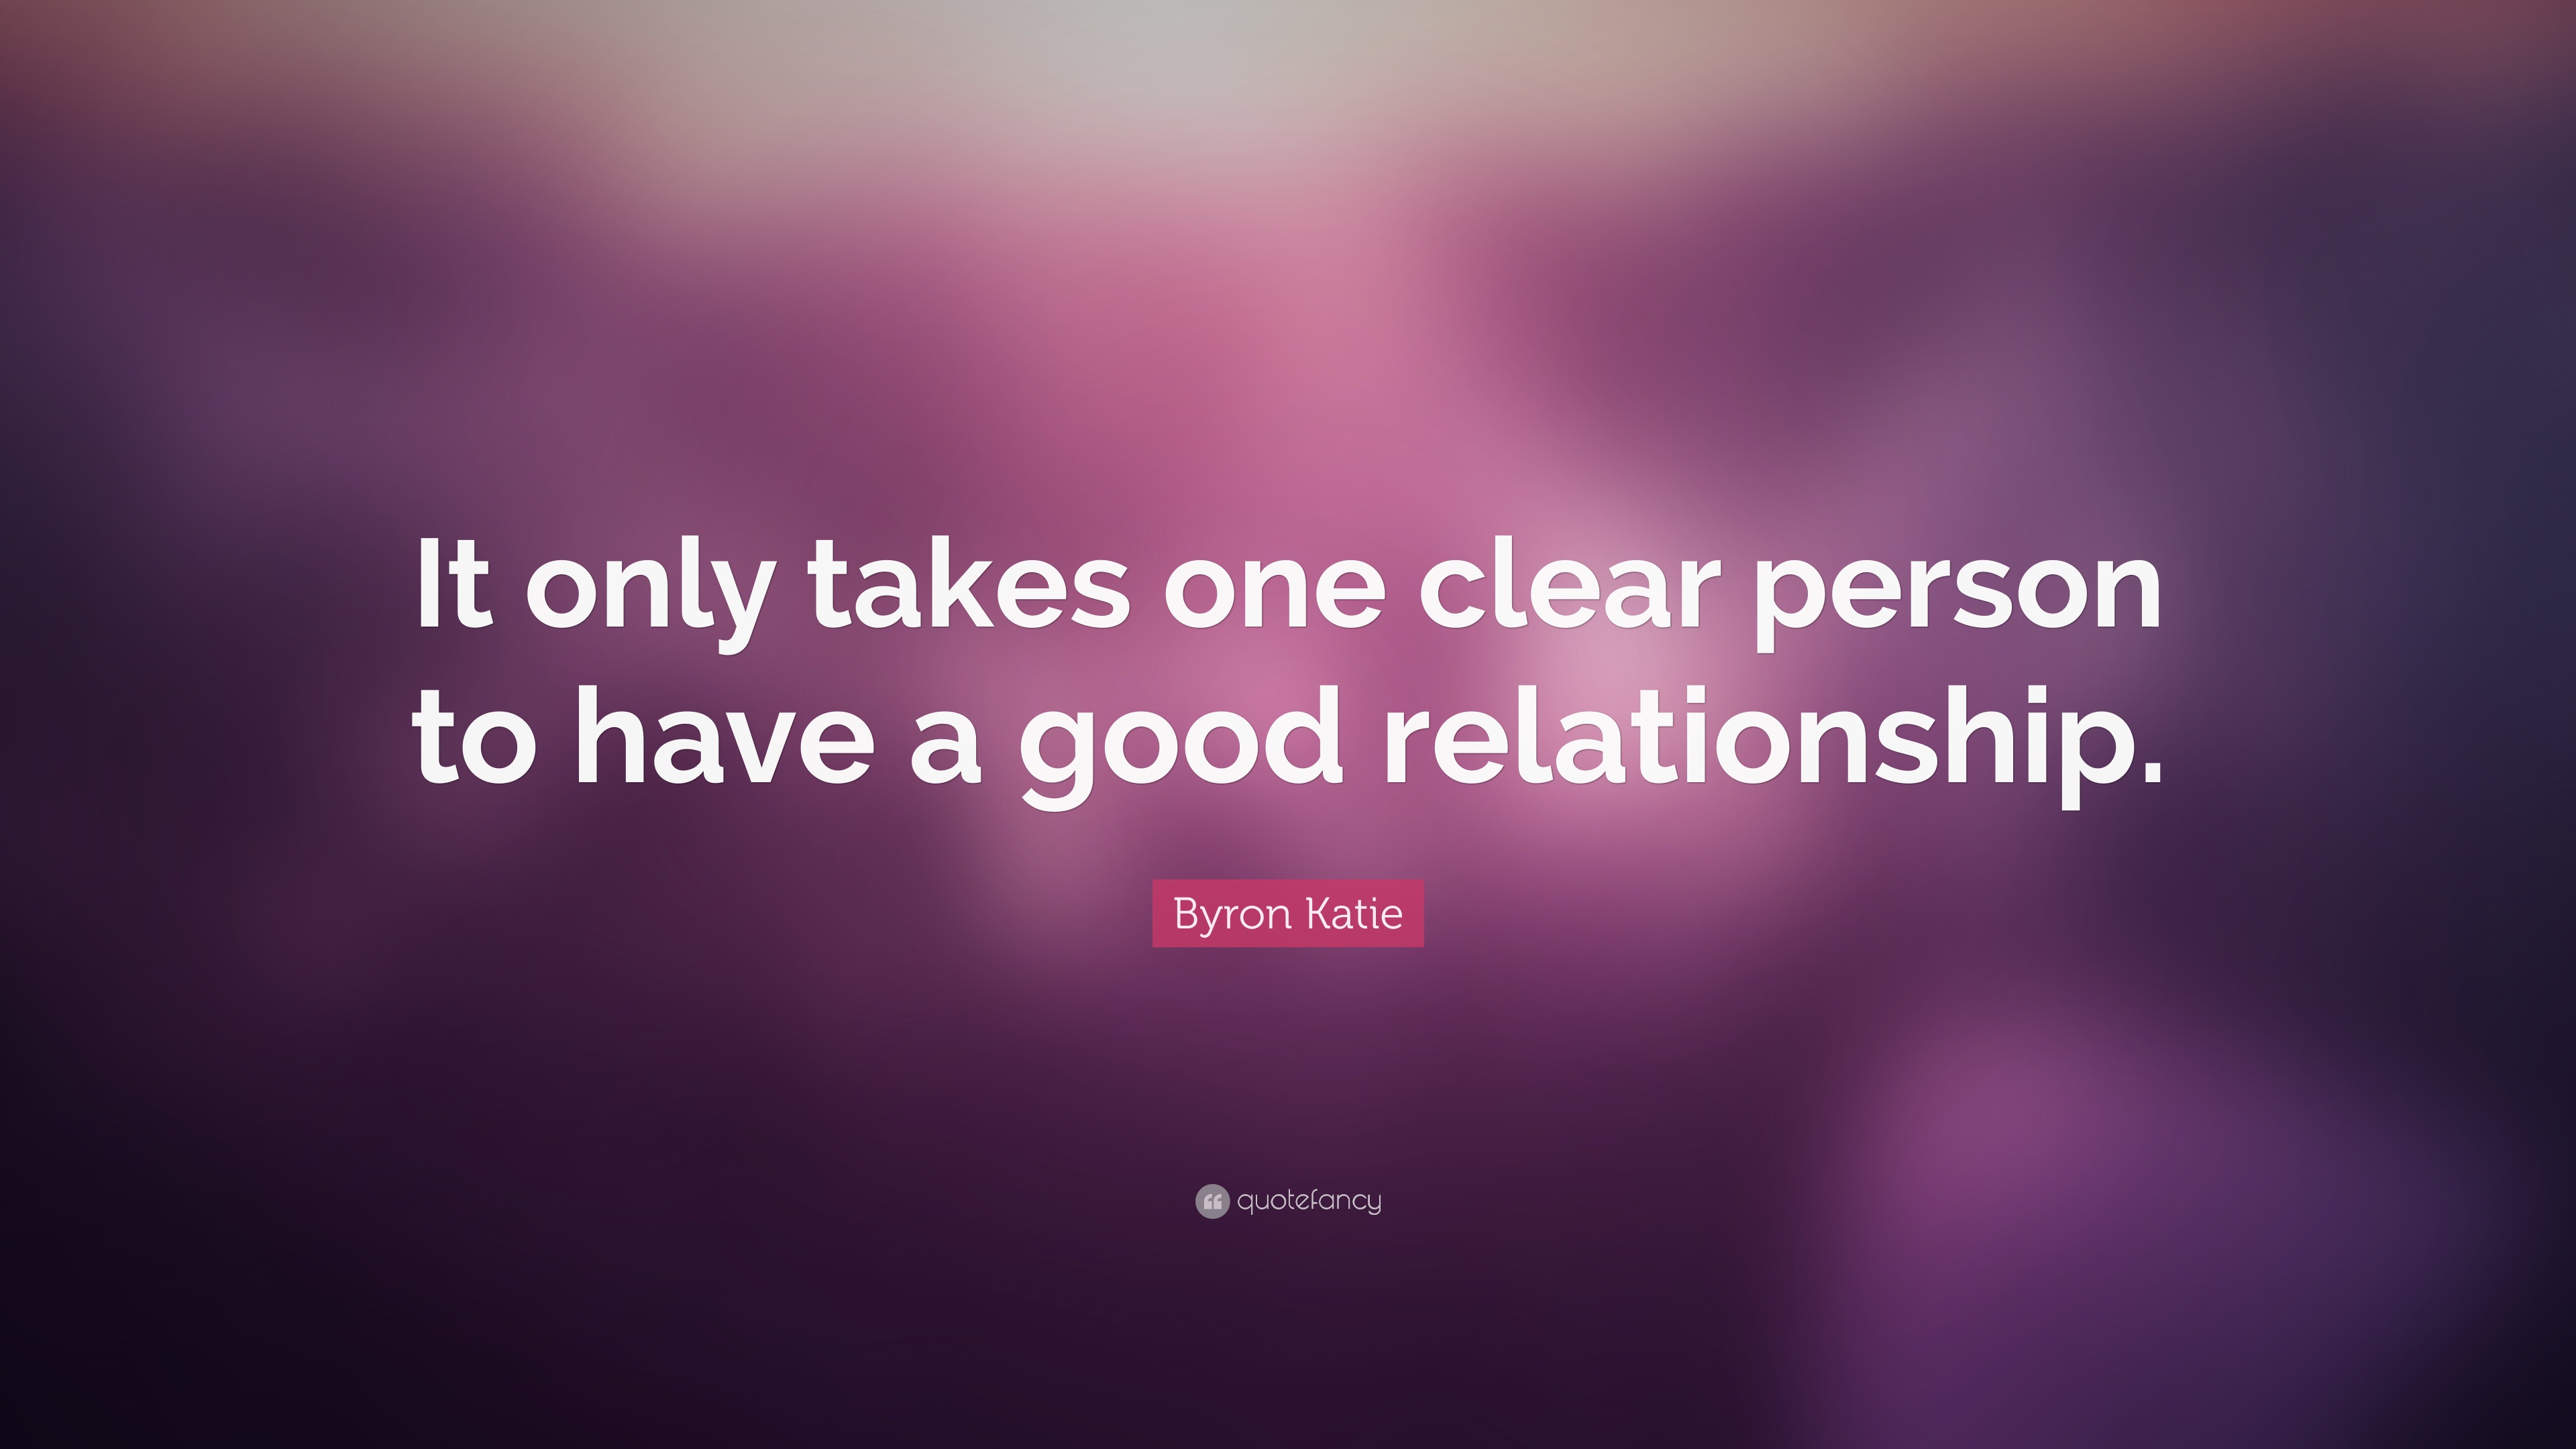 It only takes one clear person
to have a good relationship.
Byron Katie
quotefancy